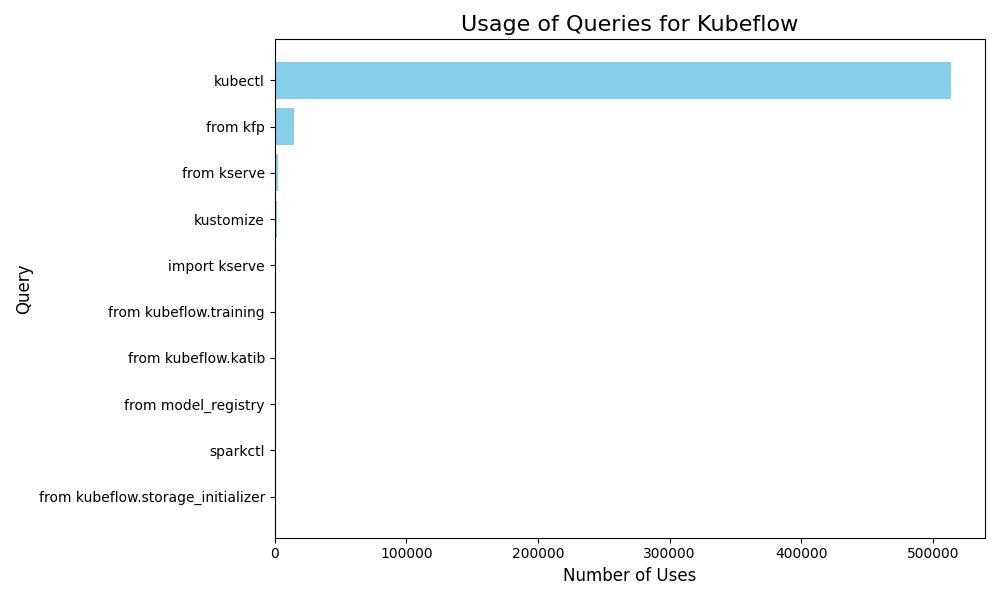 Usage of Queries for Kubeflow
kubectl
from kfp
from kserve
kustomize
import kserve
from kubeflow.training
from kubeflow.katib
from model_registry
sparkctl
from kubeflow.storage_initializer
Query
0 100000 200000 300000 400000 500000
Number of Uses